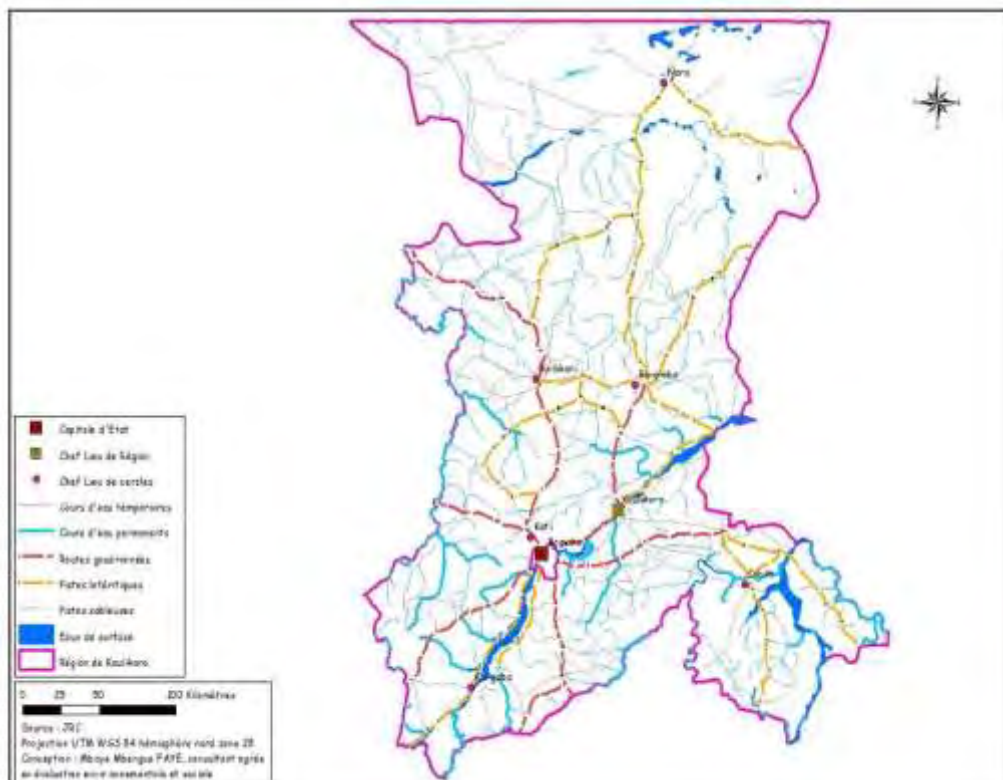 Nara
Kolokani
Banamba
Koulikoro
Kati
Bamako
Dioïla
Kangaba
Capitale d'Etat
Chef Lieu de Région
Chef Lieu de cercles
Cours d'eau temporaires
Cours d'eau permanents
Routes goudronnées
Pistes latéritiques
Pistes sableuses
Eaux de surface
Région de Koulikoro
0 25 50 100 Kilomètres
Source : JRC
Projection UTM WGS 84 hémisphère nord zone 28
Conception : Mbaye Mbengue FAYE, consultant agréé
en évaluation environnementale et sociale